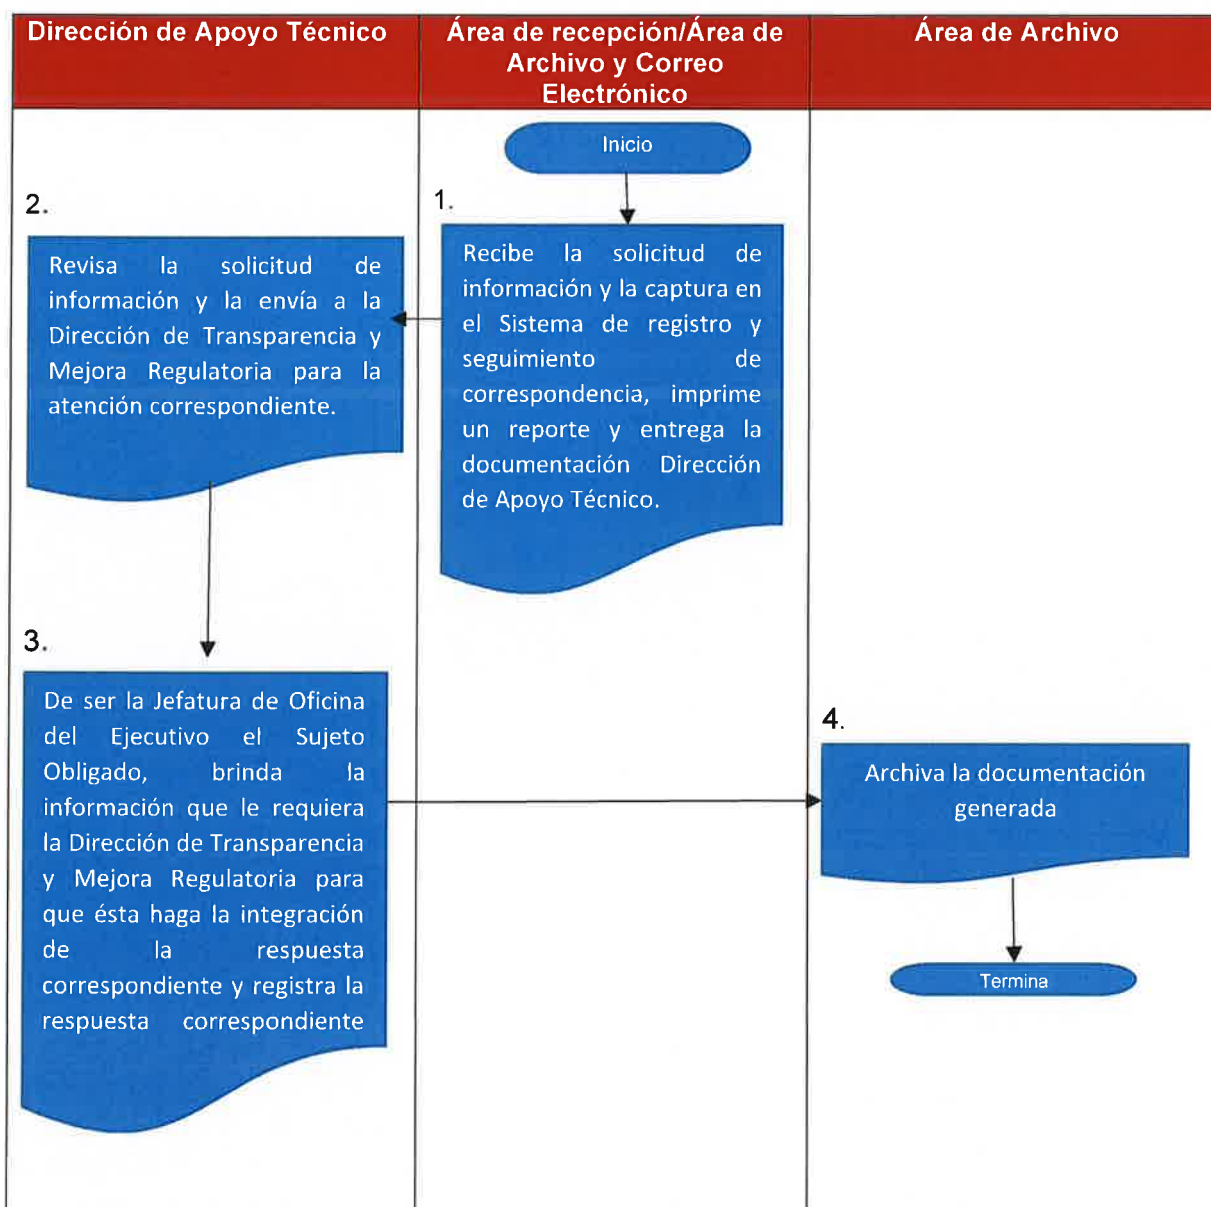 Dirección de Apoyo Técnico
Área de recepción/Área de
Archivo y Correo
Electrónico
Área de Archivo
Inicio
1.
Recibe la solicitud de
información y la captura en
el Sistema de registro y
seguimiento de
correspondencia, imprime
un reporte y entrega la
documentación Dirección
de Apoyo Técnico.
2.
Revisa la solicitud de
información y la envía a la
Dirección de Transparencia y
Mejora Regulatoria para la
atención correspondiente.
3.
De ser la Jefatura de Oficina
del Ejecutivo el Sujeto
Obligado, brinda la
información que le requiera
la Dirección de Transparencia
y Mejora Regulatoria para
que ésta haga la integración
de la respuesta
correspondiente y registra la
respuesta correspondiente
4.
Archiva la documentación
generada
Termina